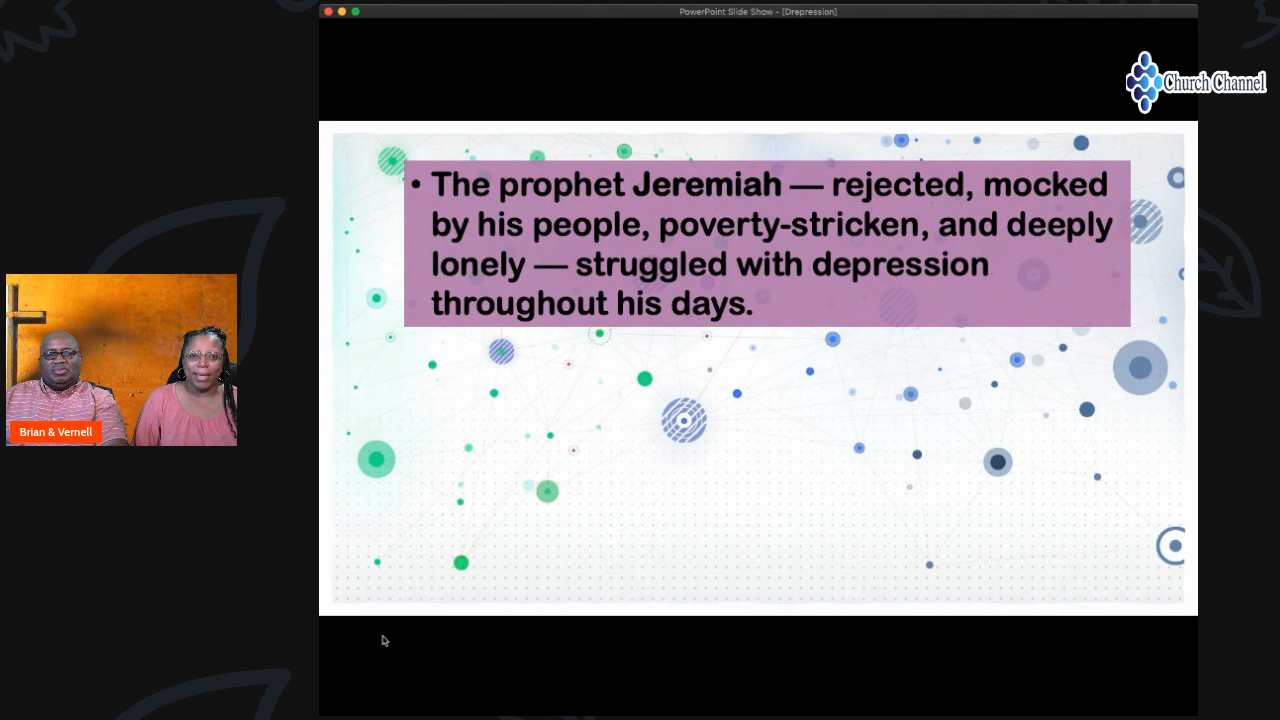 PowerPoint Slide Show - [Drepression]
Church Channel
• The prophet Jeremiah — rejected, mocked
by his people, poverty-stricken, and deeply
lonely — struggled with depression
throughout his days.
Brian & Vernell